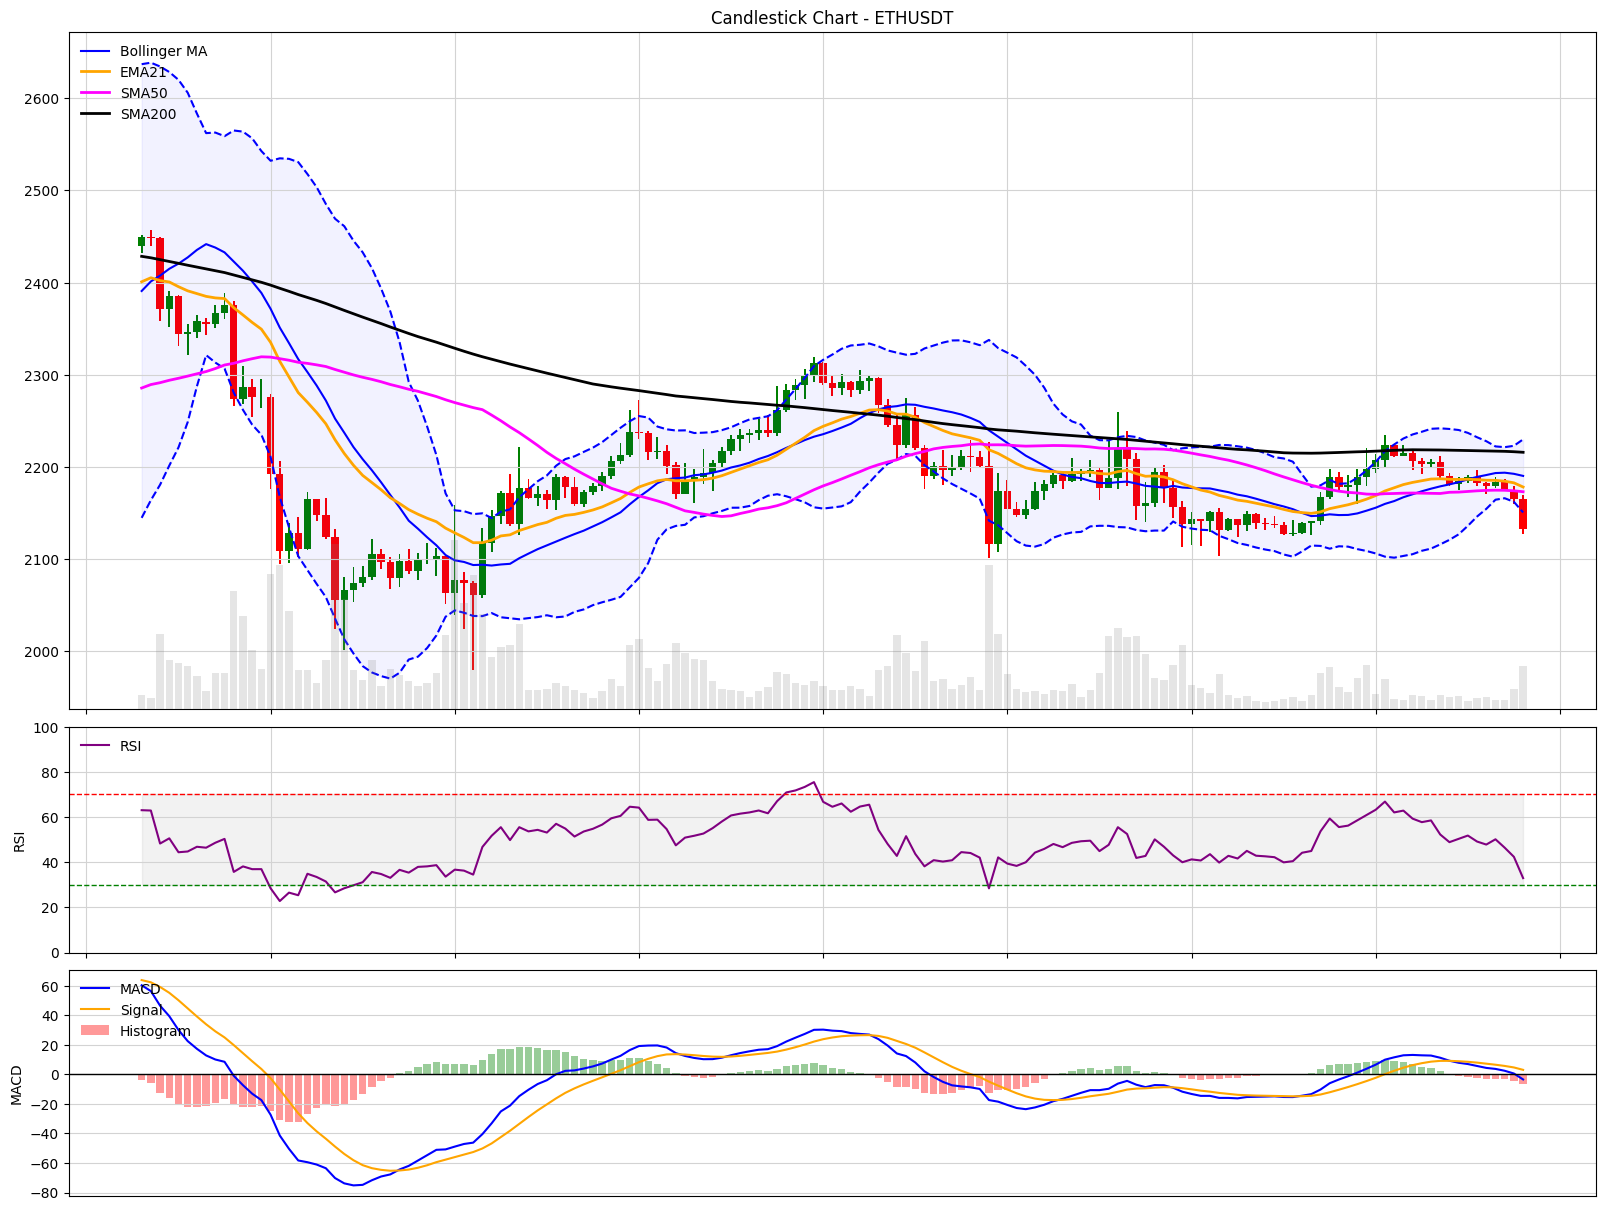 Candlestick Chart - ETHUSDT
Bollinger MA
EMA21
SMA50
SMA200
2600
2500
2400
2300
2200
2100
2000
100
80
60
40
20
0
RSI
RSI
60
40
20
0
−20
−40
−60
−80
MACD
MACD
Signal
Histogram